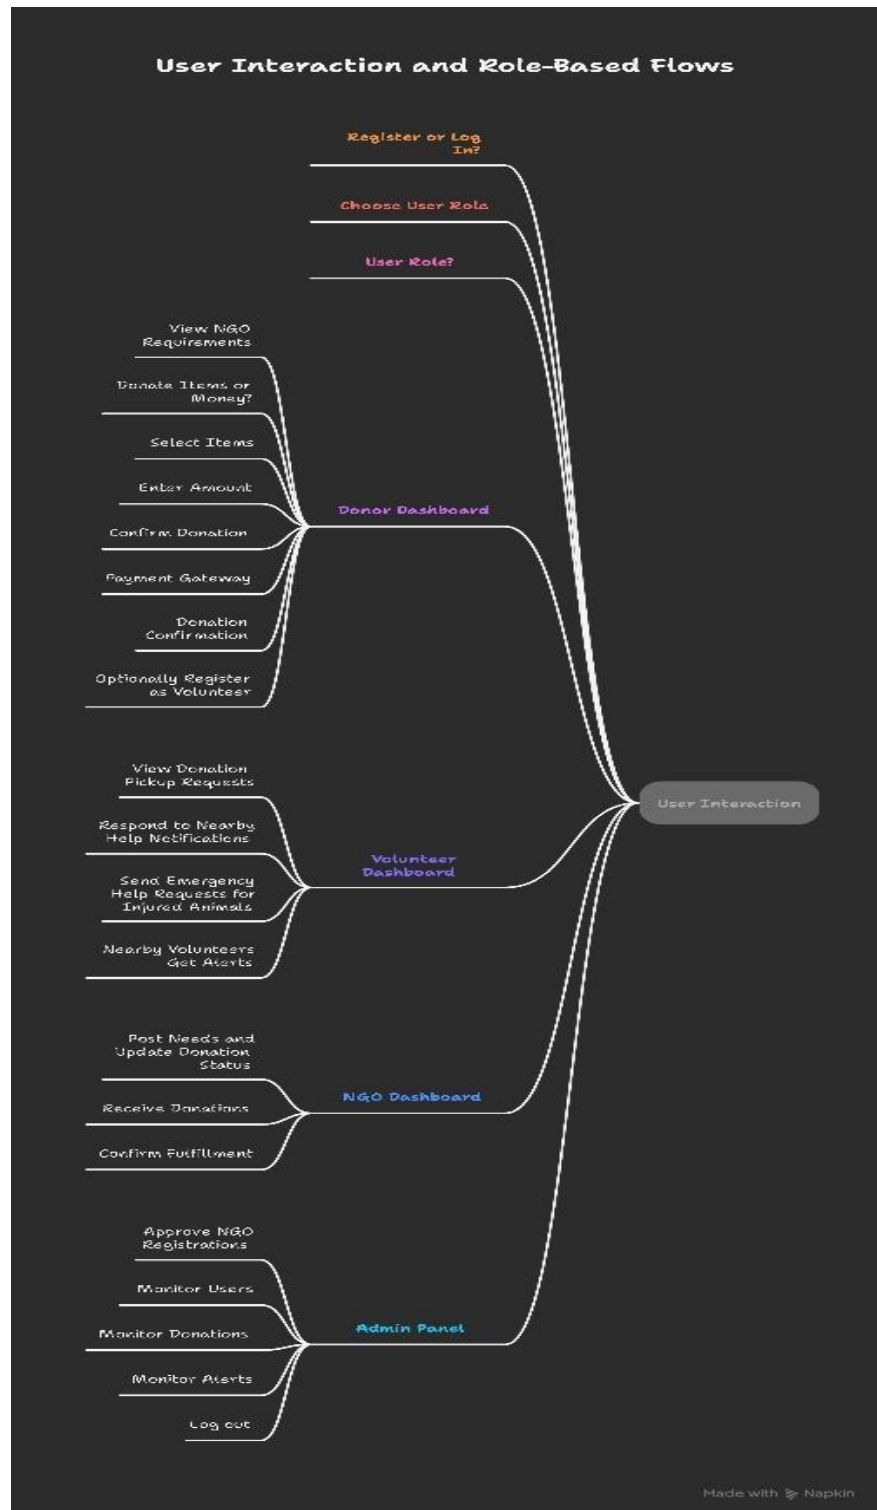 User Interaction and Role-Based Flows
Register or Log
In?
Choose User Role
User Role?
View NGO
Requirements
Donate Items or
Money?
Select Items
Enter Amount
Confirm Donation
Payment Gateway
Donation
Confirmation
Optionally Register
as Volunteer
Donor Dashboard
View Donation
Pickup Requests
Respond to Nearby
Help Notifications
Send Emergency
Help Requests for
Injured Animals
Nearby Volunteers
Get Alerts
Volunteer
Dashboard
User Interaction
Post Needs and
Update Donation
Status
Receive Donations
Confirm Fulfillment
NGO Dashboard
Approve NGO
Registrations
Monitor Users
Monitor Donations
Monitor Alerts
Log out
Admin Panel
Made with Napkin